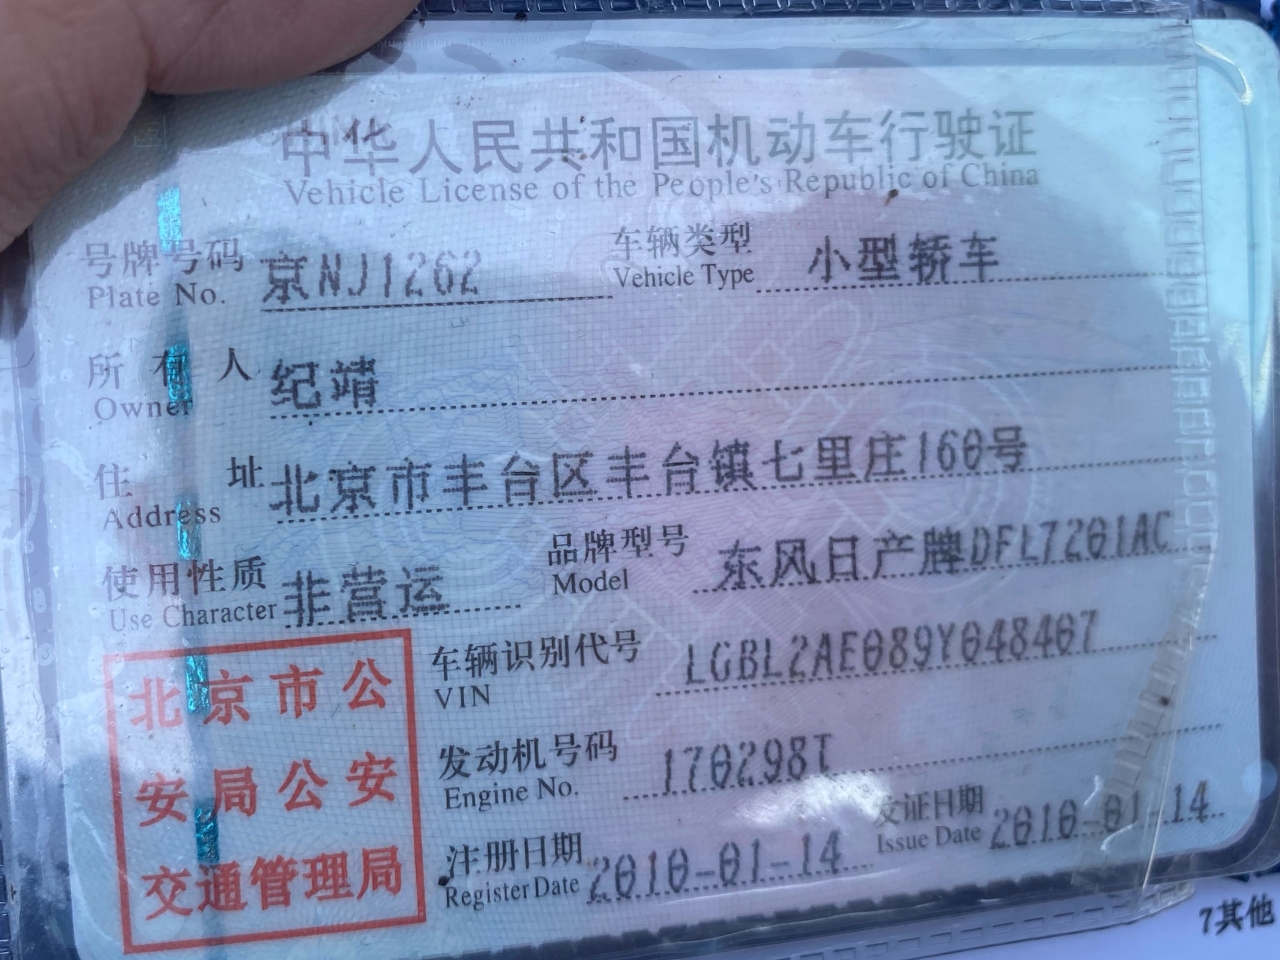 中华人民共和国机动车行驶证
Vehicle License of the People's Republic of China
号牌号码 京NJ1262 车辆类型 小型轿车
Plate No. Vehicle Type
所有人 纪靖
Owner
住址 北京市丰台区丰台镇七里庄160号
Address
使用性质 非营运 品牌型号 东风日产牌DFL7201AC
Use Character Model
车辆识别代号 LGBL2AE089Y048467
VIN
发动机号码 170298T
Engine No.
注册日期 2010-01-14 发证日期 2010-01-14
Register Date Issue Date
北京市公
安局公安
交通管理局
7其他